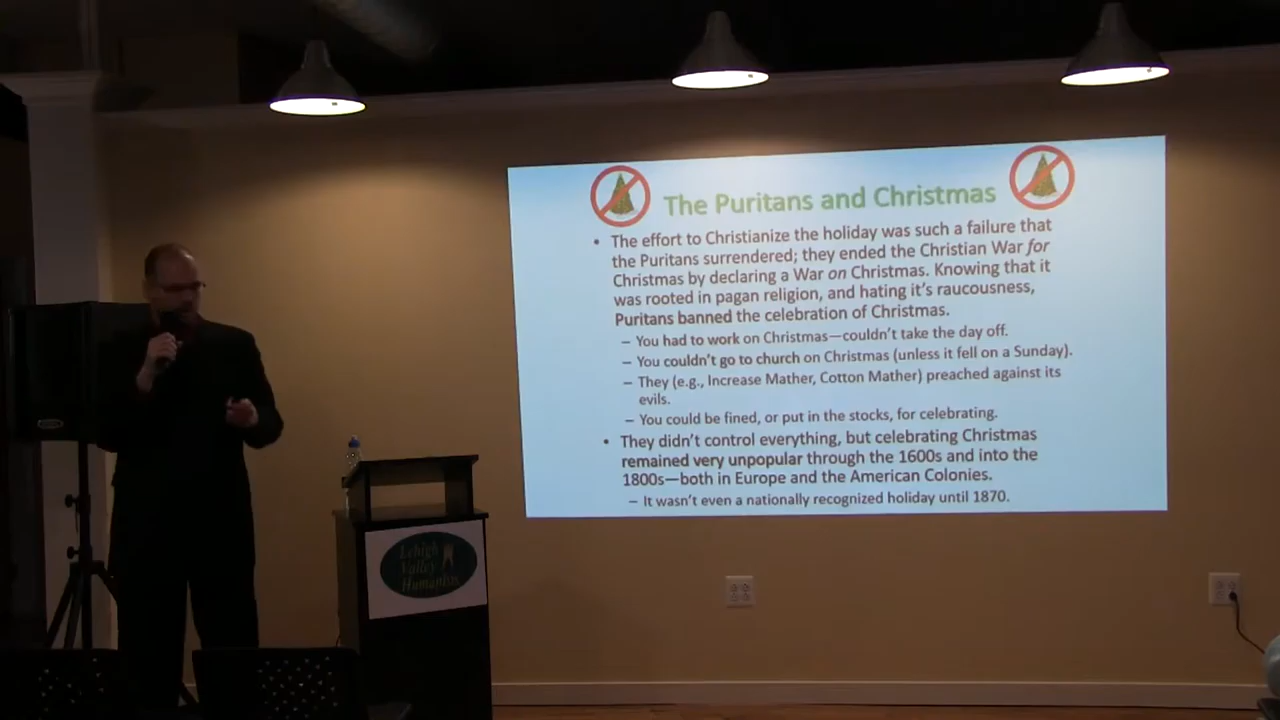 The Puritans and Christmas
• The effort to Christianize the holiday was such a failure that
the Puritans surrendered; they ended the Christian War for
Christmas by declaring a War on Christmas. Knowing that it
was rooted in pagan religion, and hating it's raucousness,
Puritans banned the celebration of Christmas.
– You had to work on Christmas—couldn't take the day off.
– You couldn't go to church on Christmas (unless it fell on a Sunday).
– They (e.g., Increase Mather, Cotton Mather) preached against its
evils.
– You could be fined, or put in the stocks, for celebrating.
• They didn't control everything, but celebrating Christmas
remained very unpopular through the 1600s and into the
1800s—both in Europe and the American Colonies.
– It wasn't even a nationally recognized holiday until 1870.
Lehigh
Valley
Humanists